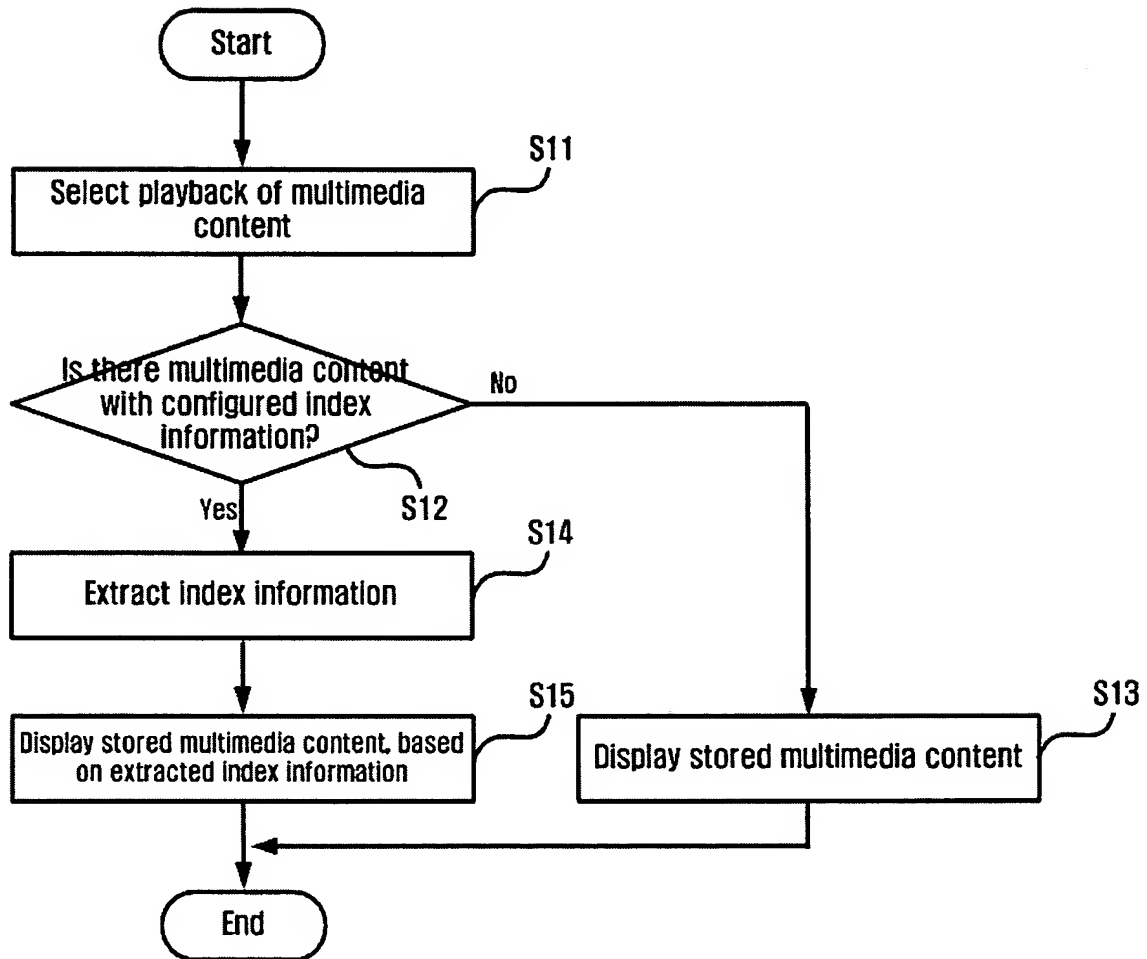 Start
S11
Select playback of multimedia
content
Is there multimedia content
with configured index
information?
No
S12
Yes
S14
Extract index information
S15
Display stored multimedia content, based
on extracted index information
S13
Display stored multimedia content
End